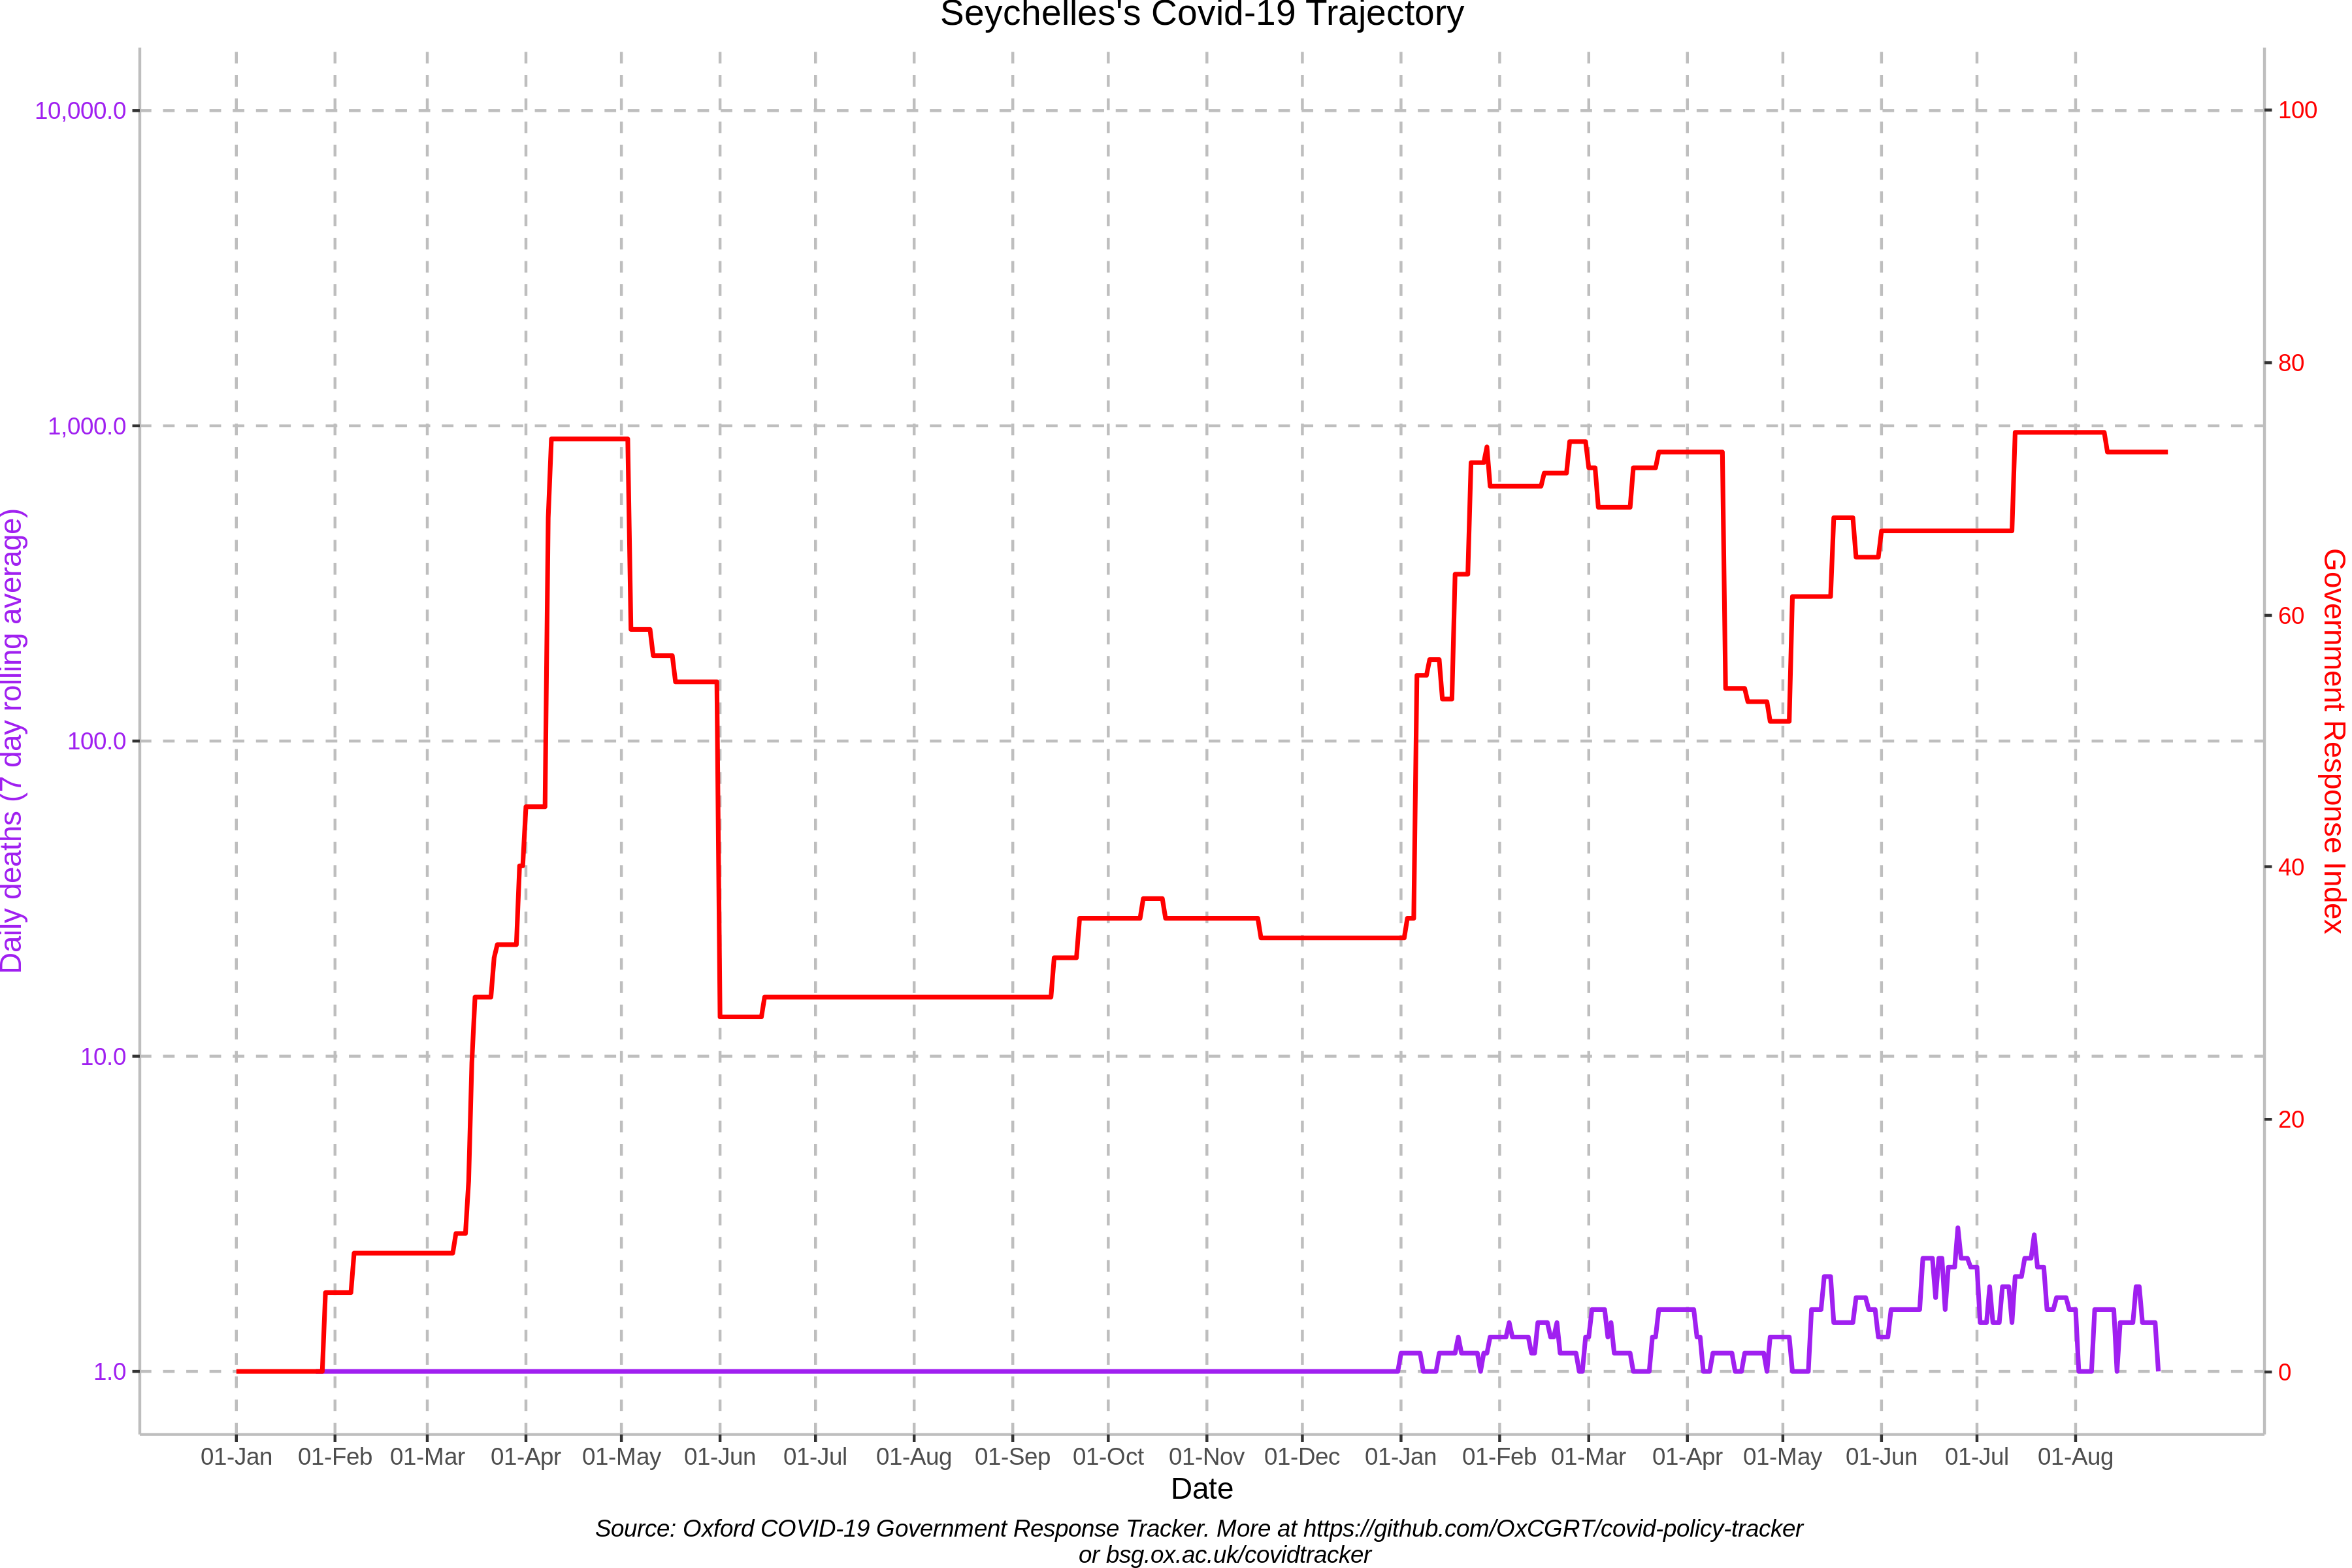 Seychelles's Covid-19 Trajectory
10,000.0
1,000.0
100.0
10.0
1.0
Daily deaths (7 day rolling average)
100
80
60
40
20
0
Government Response Index
01-Jan 01-Feb 01-Mar 01-Apr 01-May 01-Jun 01-Jul 01-Aug 01-Sep 01-Oct 01-Nov 01-Dec 01-Jan 01-Feb 01-Mar 01-Apr 01-May 01-Jun 01-Jul 01-Aug
Date
Source: Oxford COVID-19 Government Response Tracker. More at https://github.com/OxCGRT/covid-policy-tracker
or bsg.ox.ac.uk/covidtracker